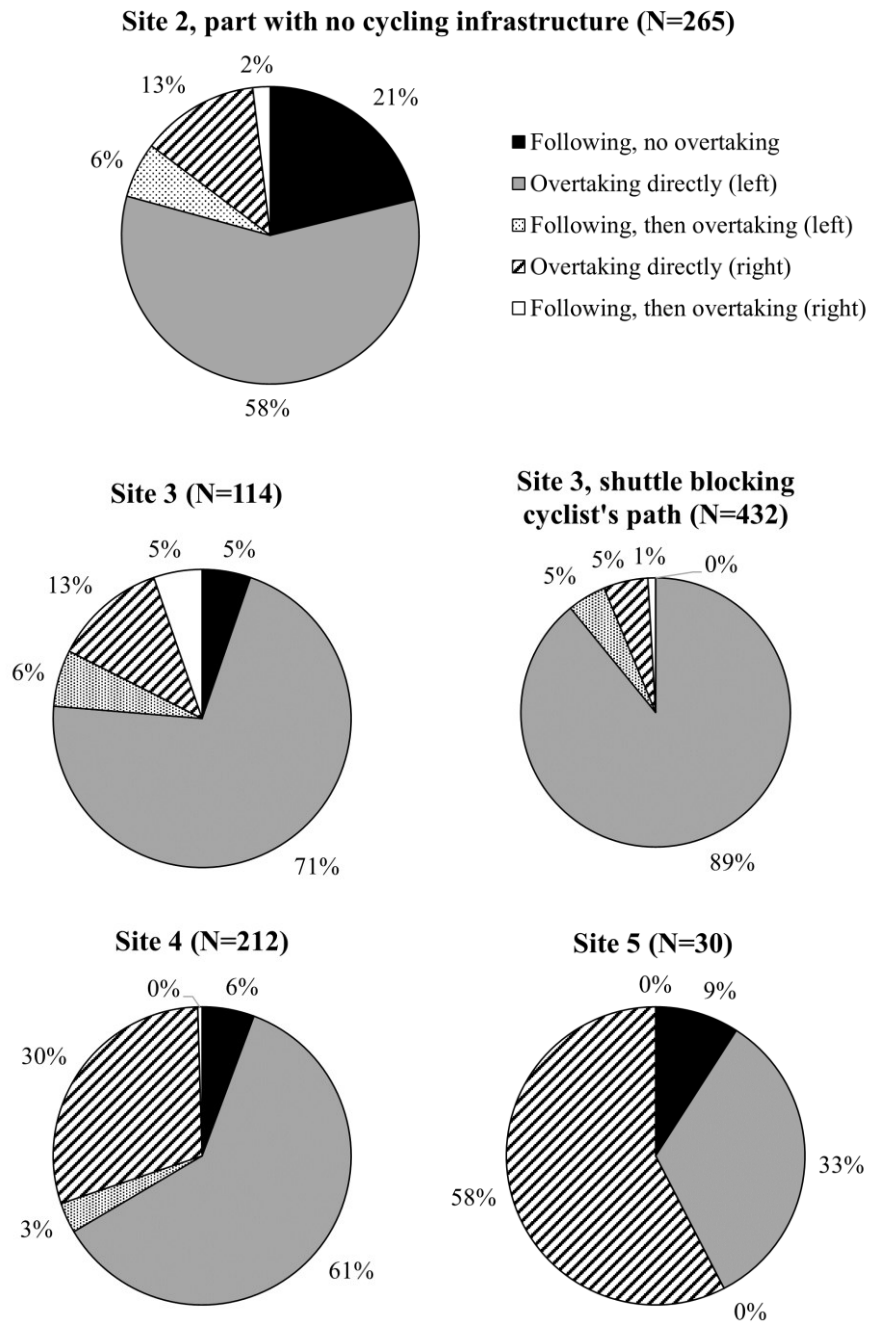 Site 2, part with no cycling infrastructure (N=265)
2%
13%
21%
6%
58%
Following, no overtaking
Overtaking directly (left)
Following, then overtaking (left)
Overtaking directly (right)
Following, then overtaking (right)
Site 3 (N=114)
5%
5%
13%
6%
71%
Site 3, shuttle blocking
cyclist's path (N=432)
5%
5%
1%
0%
89%
Site 4 (N=212)
0%
6%
30%
3%
61%
Site 5 (N=30)
0%
9%
33%
58%
0%